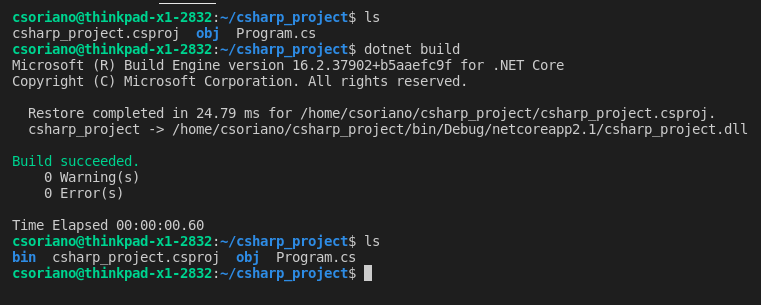 csoriano@thinkpad-x1-2832:~/csharp_project$ ls
csharp_project.csproj  obj  Program.cs
csoriano@thinkpad-x1-2832:~/csharp_project$ dotnet build
Microsoft (R) Build Engine version 16.2.37902+b5aaefc9f for .NET Core
Copyright (C) Microsoft Corporation. All rights reserved.

  Restore completed in 24.79 ms for /home/csoriano/csharp_project/csharp_project.csproj.
  csharp_project -> /home/csoriano/csharp_project/bin/Debug/netcoreapp2.1/csharp_project.dll

Build succeeded.
    0 Warning(s)
    0 Error(s)

Time Elapsed 00:00:00.60
csoriano@thinkpad-x1-2832:~/csharp_project$ ls
bin  csharp_project.csproj  obj  Program.cs
csoriano@thinkpad-x1-2832:~/csharp_project$